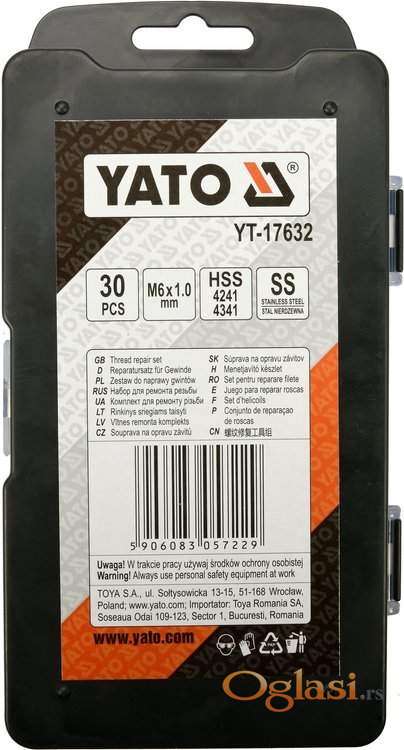 YATO ®
YT-17632
30
PCS
M6x1.0
mm
HSS
4241
4341
SS
STAINLESS STEEL
STAL NIERDZEWNA
GB Thread repair set
D Reparatursatz für Gewinde
PL Zestaw do naprawy gwintów
RUS Набор для ремонта резьбы
UA Комплект для ремонту різьби
LT Rinkinys sriegiams taisyti
LV Vītnes remonta komplekts
CZ Souprava na opravu závitů
SK Súprava na opravu závitov
H Menetjavító készlet
RO Set pentru reparare filete
E Juego para reparar roscas
F Set d'helicoils
P Conjunto de reparaçao
de roscas
CN 螺纹修复工具组
5 906083 057229
Uwaga! W trakcie pracy używaj środków ochrony osobistej
Warning! Always use personal safety equipment at work
TOYA S.A., ul. Sołtysowicka 13-15, 51-168 Wrocław,
Poland; www.yato.com; Importator: Toya Romania SA,
Soseaua Odai 109-123, Sector 1, Bucuresti, Romania
www.yato.com
Oglasi.rs